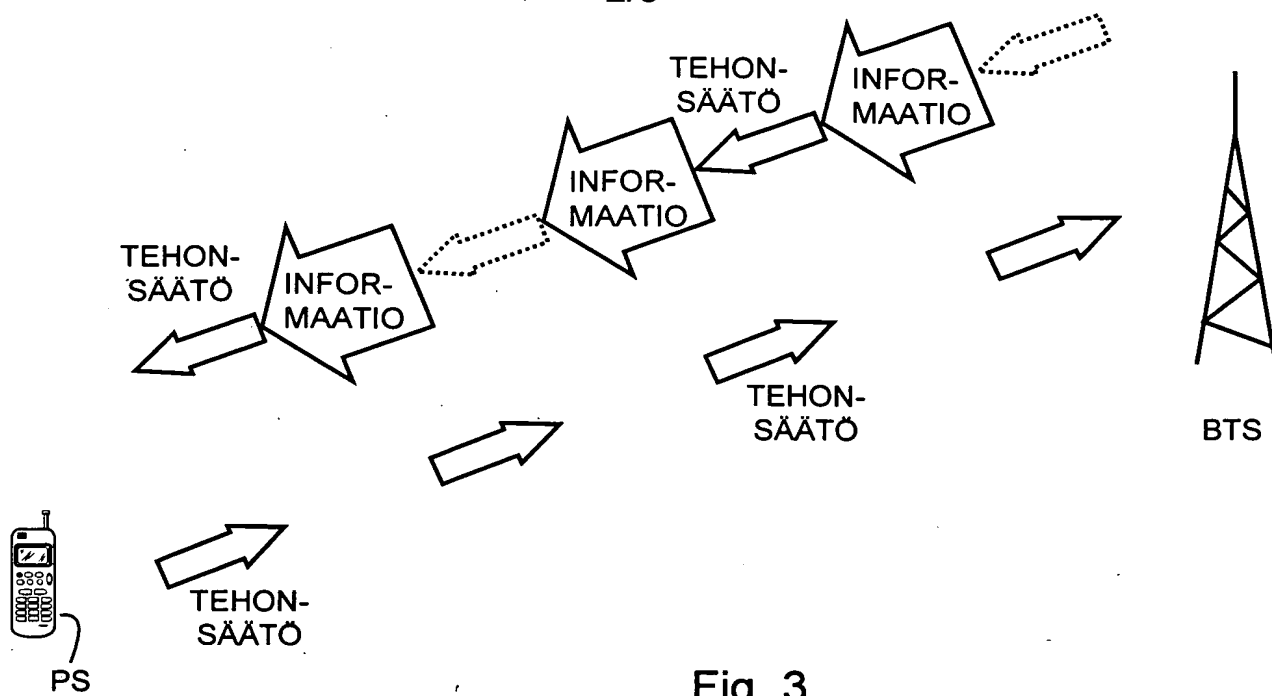 TEHON-
SÄÄTÖ
INFOR-
MAATIO
INFOR-
MAATIO
TEHON-
SÄÄTÖ
INFOR-
MAATIO
TEHON-
SÄÄTÖ
BTS
TEHON-
SÄÄTÖ
PS
Fig. 3